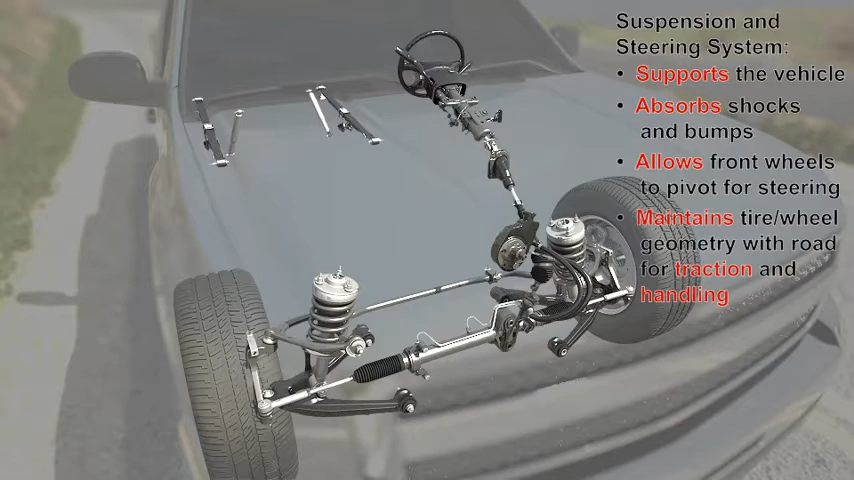 Suspension and
Steering System:
• Supports the vehicle
• Absorbs shocks
and bumps
• Allows front wheels
to pivot for steering
• Maintains tire/wheel
geometry with road
for traction and
handling